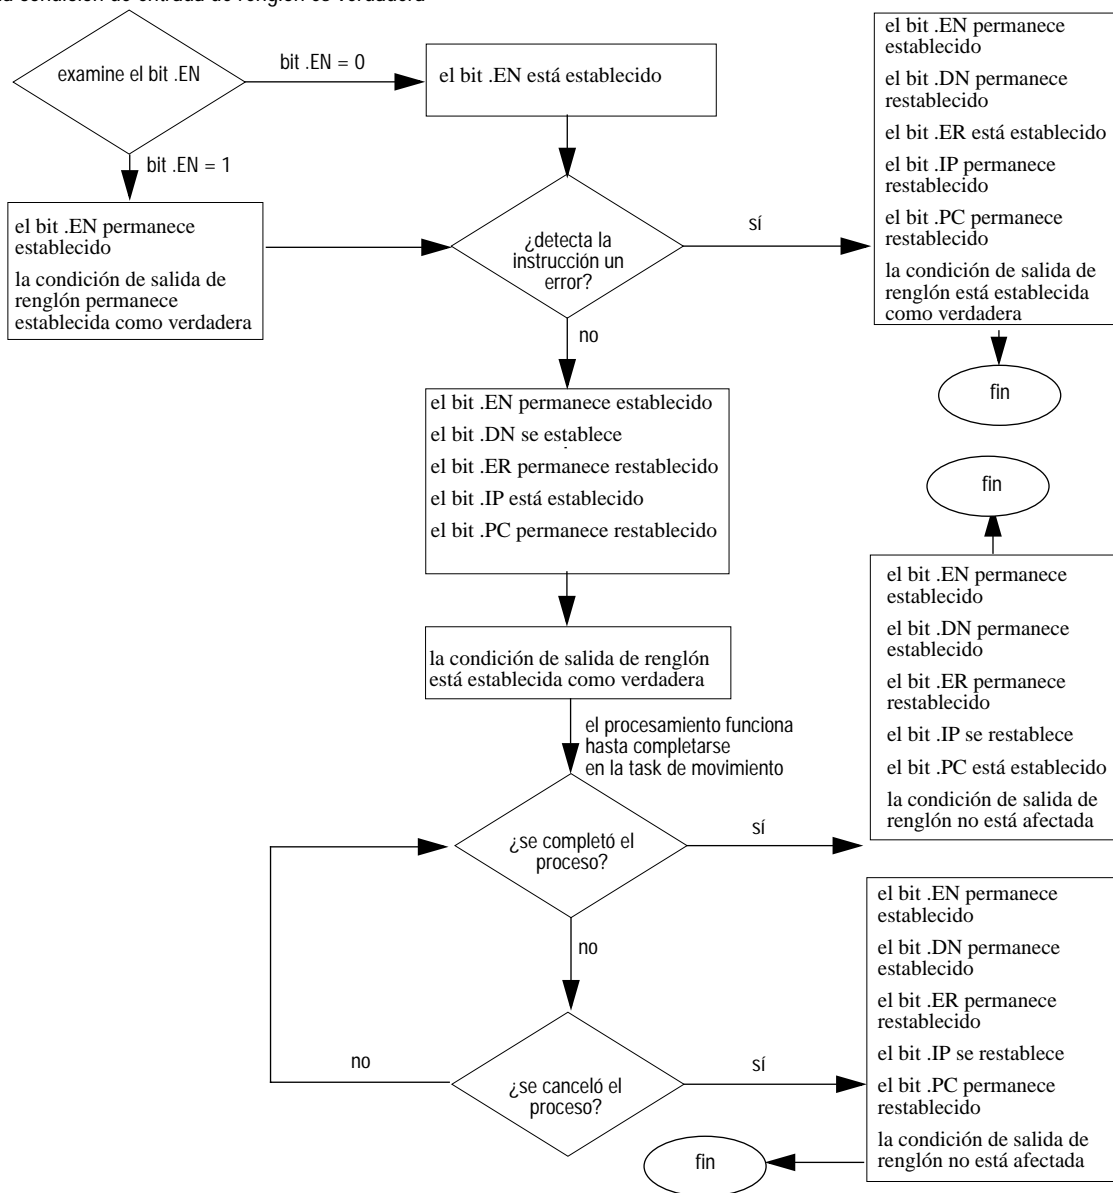 la condición de entrada de renglón es verdadera
examine el bit .EN
bit .EN = 0
el bit .EN está establecido
bit .EN = 1
el bit .EN permanece
establecido
la condición de salida de
renglón permanece
establecida como verdadera
¿detecta la
instrucción un
error?
sí
el bit .EN permanece
establecido
el bit .DN permanece
restablecido
el bit .ER está establecido
el bit .IP permanece
restablecido
el bit .PC permanece
restablecido
la condición de salida de
renglón está establecida
como verdadera
fin
no
el bit .EN permanece establecido
el bit .DN se establece
el bit .ER permanece restablecido
el bit .IP está establecido
el bit .PC permanece restablecido
la condición de salida de renglón
está establecida como verdadera
el procesamiento funciona
hasta completarse
en la task de movimiento
¿se completó el
proceso?
sí
fin
el bit .EN permanece
establecido
el bit .DN permanece
establecido
el bit .ER permanece
restablecido
el bit .IP se restablece
el bit .PC está establecido
la condición de salida de
renglón no está afectada
no
¿se canceló el
proceso?
no
sí
el bit .EN permanece
establecido
el bit .DN permanece
establecido
el bit .ER permanece
restablecido
el bit .IP se restablece
el bit .PC permanece
restablecido
la condición de salida de
renglón no está afectada
fin